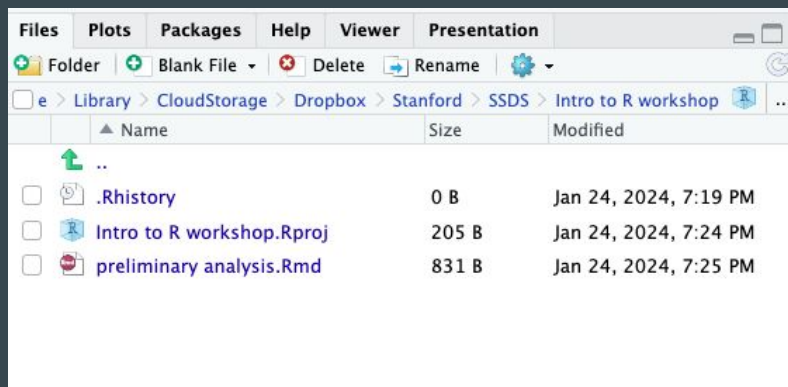 Files Plots Packages Help Viewer Presentation
Folder Blank File Delete Rename
e > Library > CloudStorage > Dropbox > Stanford > SSDS > Intro to R workshop R ...
Name Size Modified
..
.Rhistory 0 B Jan 24, 2024, 7:19 PM
R Intro to R workshop.Rproj 205 B Jan 24, 2024, 7:24 PM
Rmd preliminary analysis.Rmd 831 B Jan 24, 2024, 7:25 PM